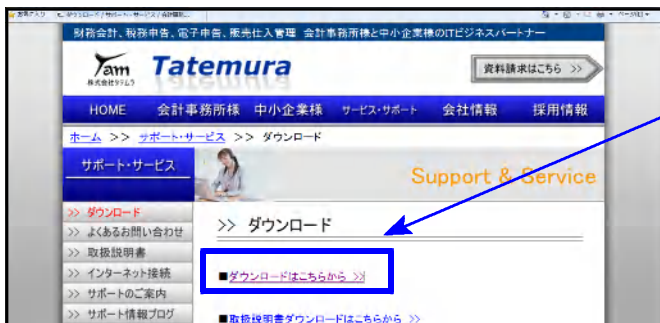 お気に入り
財務会計、税務申告、電子申告、販売仕入管理 会計事務所様と中小企業様のITビジネスパートナー
Tam
株式会社タテムラ
Tatemura
資料請求はこちら >>
HOME 会計事務所様 中小企業様 サービス・サポート 会社情報 採用情報
ホーム >> サポート・サービス >> ダウンロード
サポート・サービス
Support & Service
>> ダウンロード
>> よくあるお問い合わせ
>> 取扱説明書
>> インターネット接続
>> サポートのご案内
>> サポート情報ブログ
>> ダウンロード
■ダウンロードはこちらから >>
■取扱説明書ダウンロードはこちらから >>